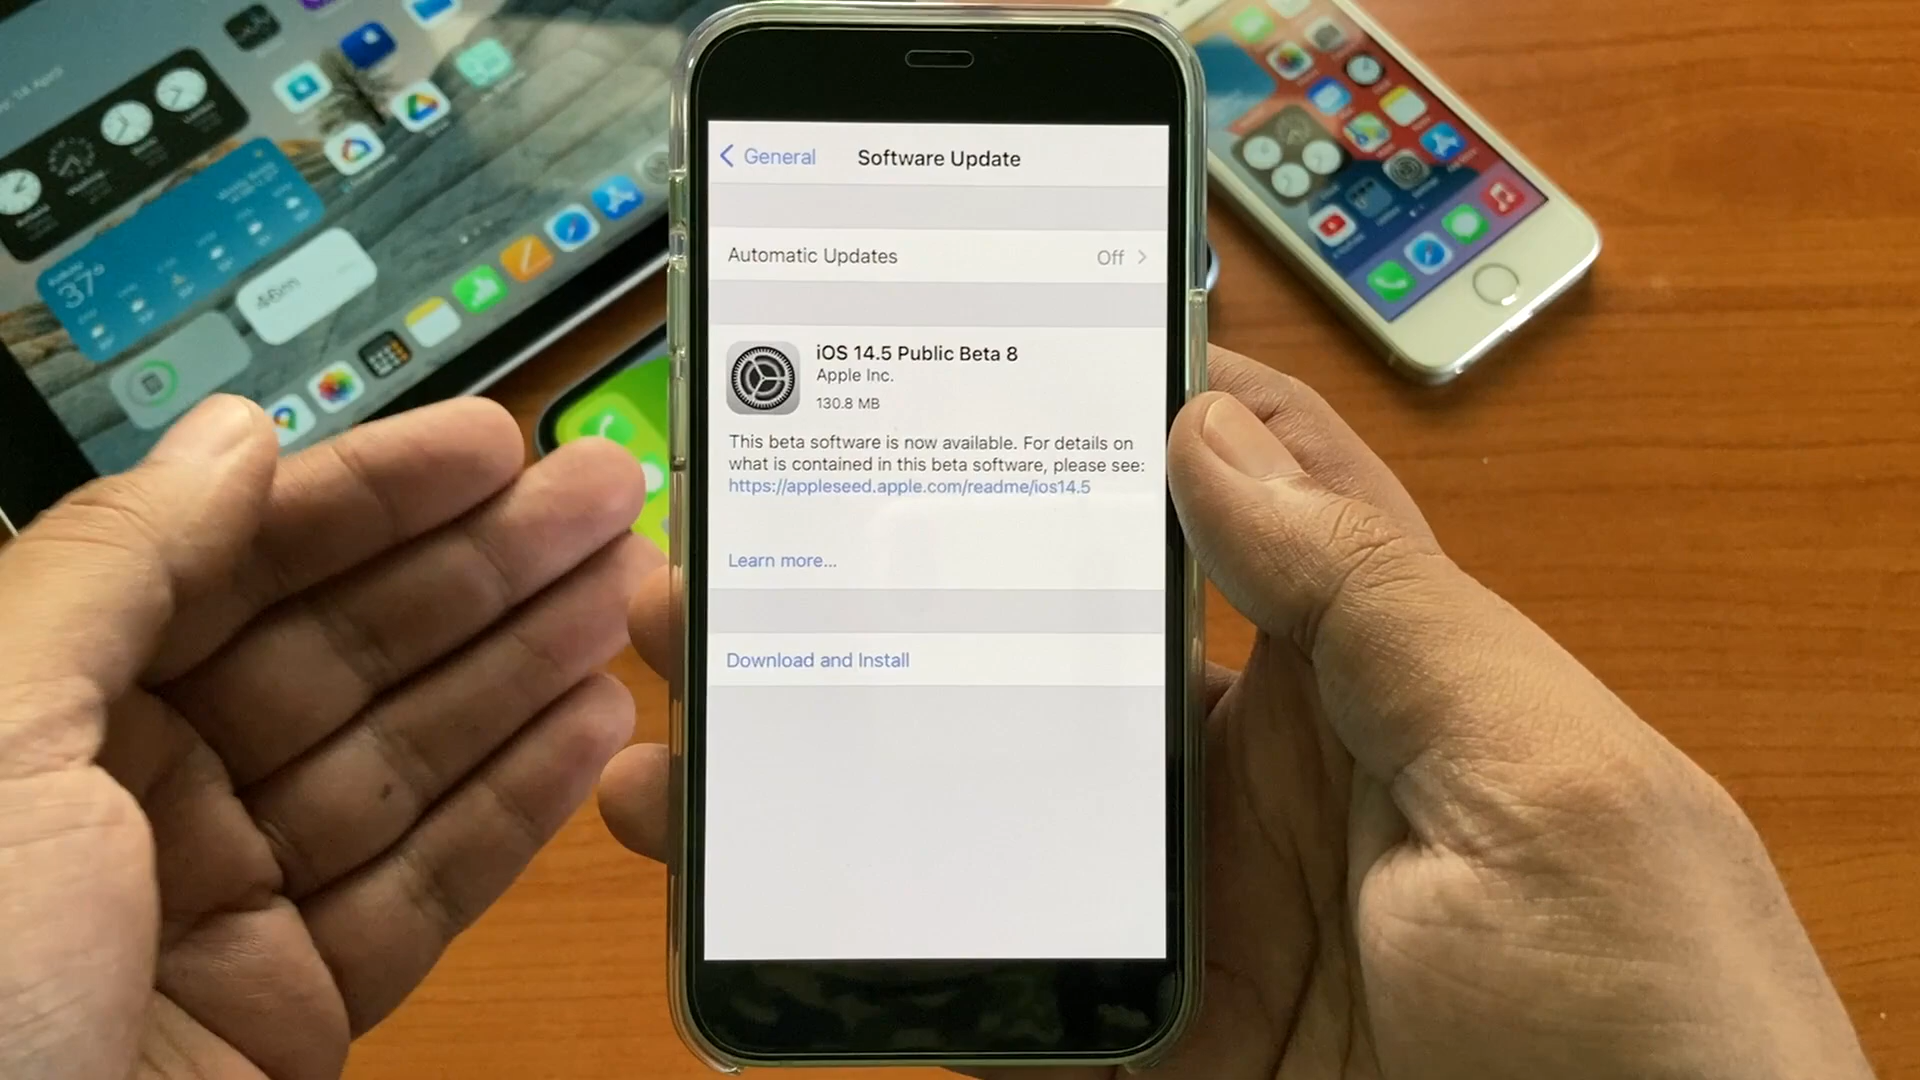 General
Software Update
Automatic Updates
Off
iOS 14.5 Public Beta 8
Apple Inc.
130.8 MB
This beta software is now available. For details on
what is contained in this beta software, please see:
https://appleseed.apple.com/readme/ios14.5
Learn more...
Download and Install
37°
46m